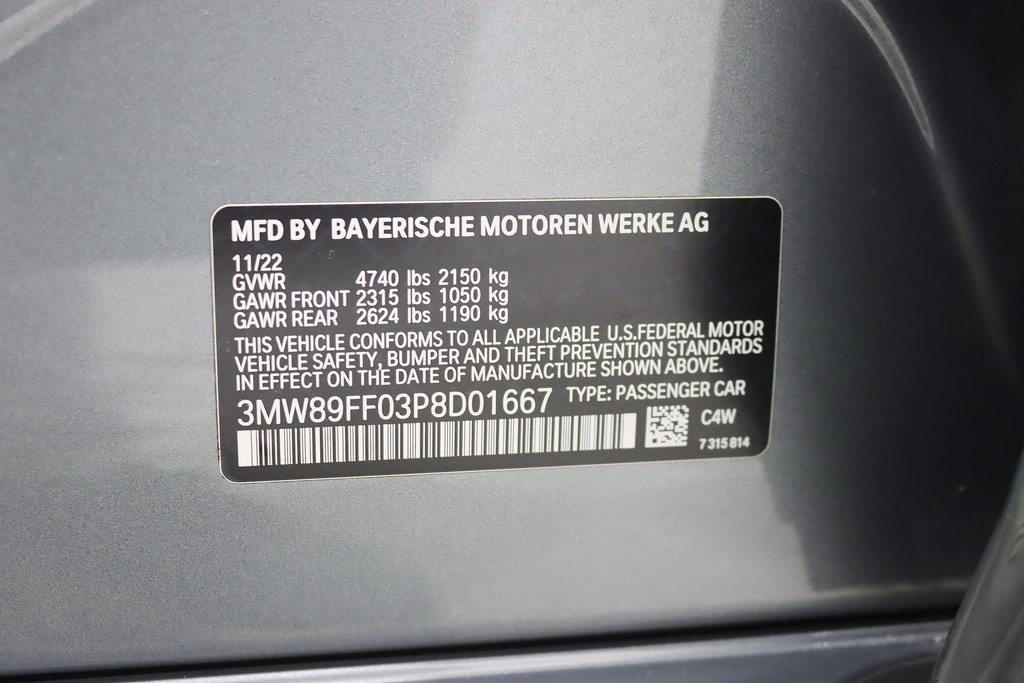 MFD BY BAYERISCHE MOTOREN WERKE AG
11/22
GVWR 4740 lbs 2150 kg
GAWR FRONT 2315 lbs 1050 kg
GAWR REAR 2624 lbs 1190 kg
THIS VEHICLE CONFORMS TO ALL APPLICABLE U.S.FEDERAL MOTOR
VEHICLE SAFETY, BUMPER AND THEFT PREVENTION STANDARDS
IN EFFECT ON THE DATE OF MANUFACTURE SHOWN ABOVE.
3MW89FF03P8D01667 TYPE: PASSENGER CAR
C4W
7 315 814